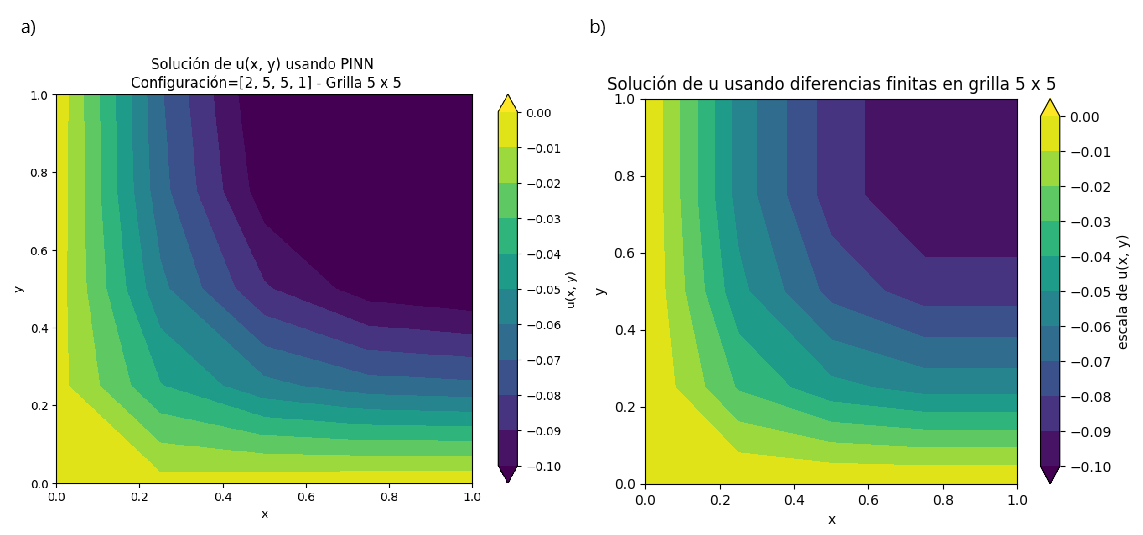 a)
Solución de u(x, y) usando PINN
Configuración=[2, 5, 5, 1] - Grilla 5 x 5
1.0
0.8
0.6
0.4
0.2
0.0
y
0.0 0.2 0.4 0.6 0.8 1.0
x
0.00
−0.01
−0.02
−0.03
−0.04
−0.05
−0.06
−0.07
−0.08
−0.09
−0.10
u(x, y)
b)
Solución de u usando diferencias finitas en grilla 5 x 5
1.0
0.8
0.6
0.4
0.2
0.0
y
0.0 0.2 0.4 0.6 0.8 1.0
x
0.00
−0.01
−0.02
−0.03
−0.04
−0.05
−0.06
−0.07
−0.08
−0.09
−0.10
escala de u(x, y)